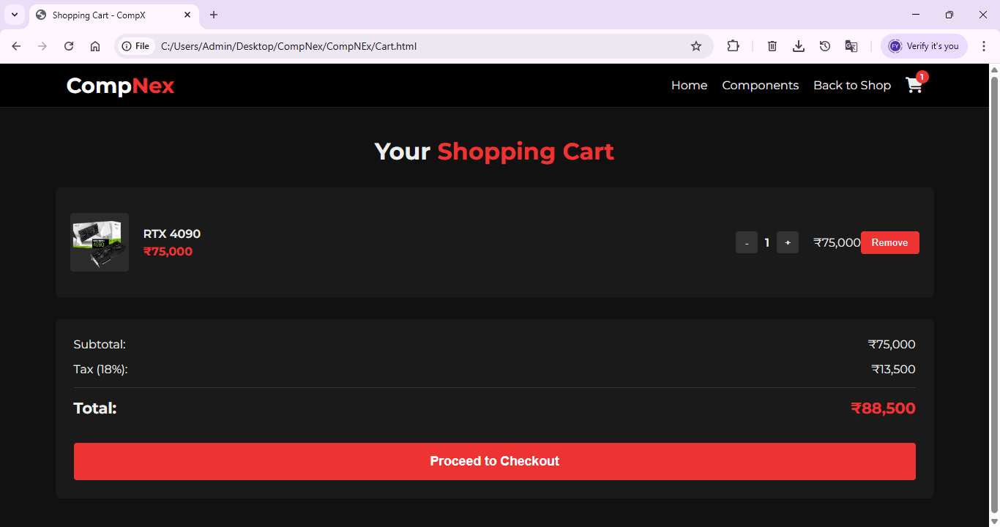 Shopping Cart - CompX
File
C:/Users/Admin/Desktop/CompNex/CompNEx/Cart.html
FY
Verify it's you
CompNex
Home
Components
Back to Shop
1
Your Shopping Cart
4090
RTX 4090
₹75,000
-
1
+
₹75,000
Remove
Subtotal:
₹75,000
Tax (18%):
₹13,500
Total:
₹88,500
Proceed to Checkout